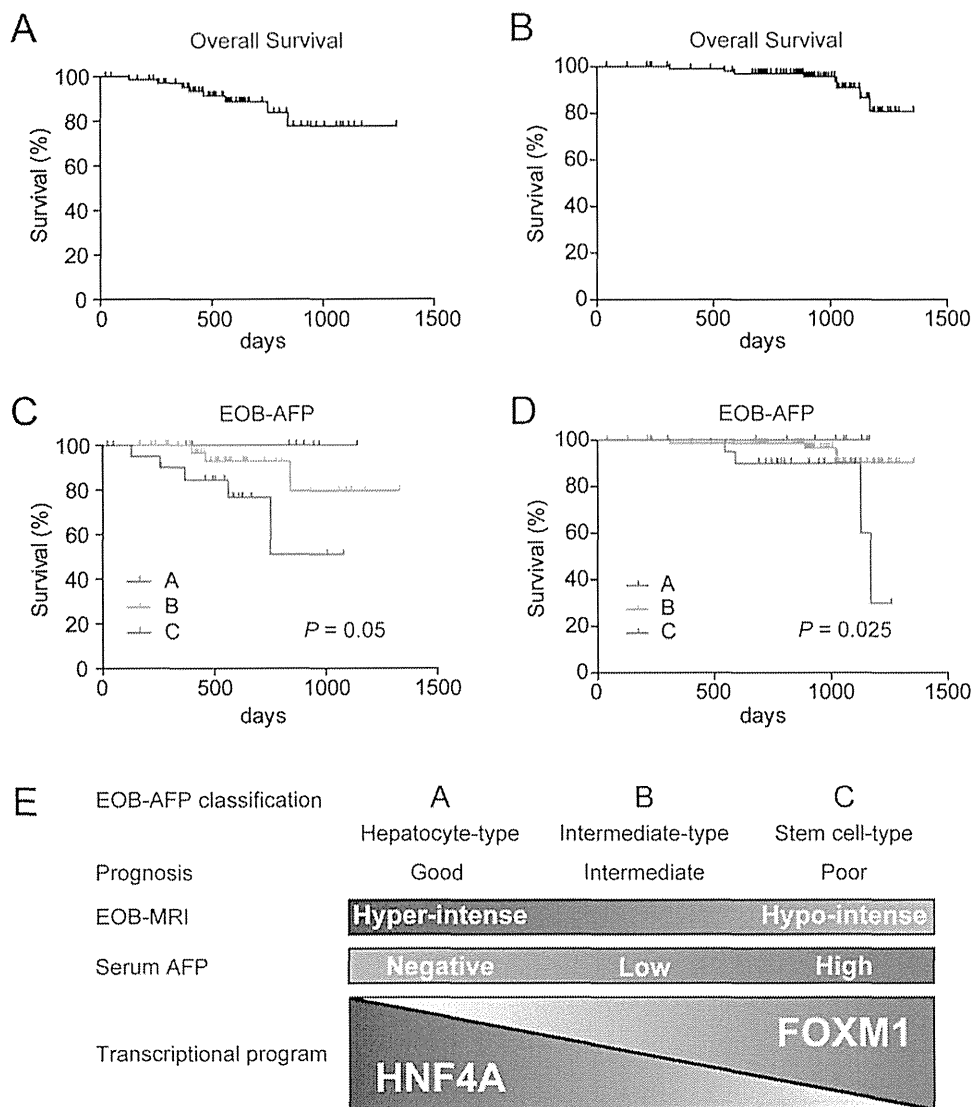 A
Overall Survival
Survival (%)
100
80
60
40
20
0
0 500 1000 1500
days
B
Overall Survival
Survival (%)
100
80
60
40
20
0
0 500 1000 1500
days
C
EOB-AFP
Survival (%)
100
80
60
100
20
0
A
B
C
P = 0.05
0 500 1000 1500
days
D
EOB-AFP
Survival (%)
100
80
60
40
20
0
A
B
C
P = 0.025
0 500 1000 1500
days
E
EOB-AFP classification A B C
Hepatocyte-type Intermediate-type Stem cell-type
Prognosis Good Intermediate Poor
EOB-MRI Hyper-intense Hypo-intense
Serum AFP Negative Low High
Transcriptional program HNF4A FOXM1